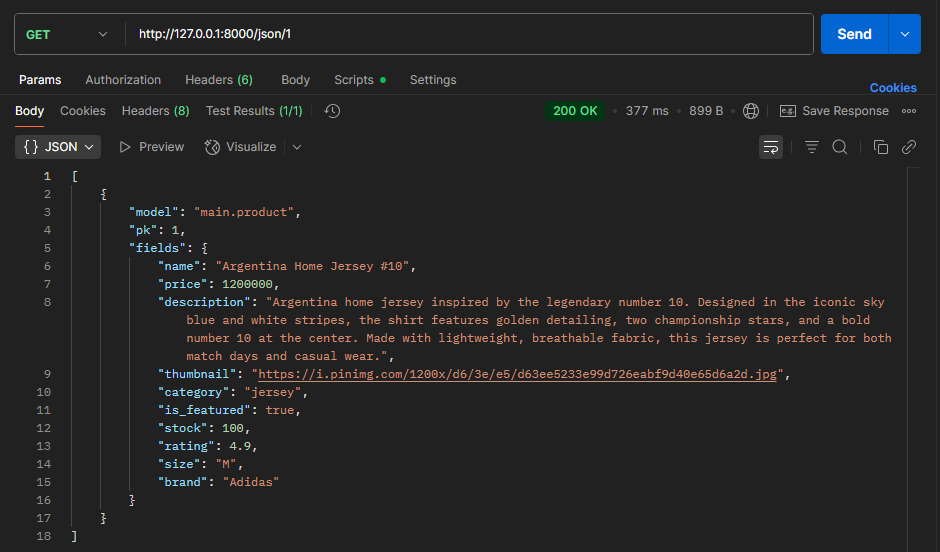 GET http://127.0.0.1:8000/json/1 Send
Params Authorization Headers (6) Body Scripts Settings
Cookies
Body Cookies Headers (8) Test Results (1/1) 200 OK 377 ms 899 B e.g. Save Response
{} JSON Preview Visualize
1 [
2 {
3 "model": "main.product",
4 "pk": 1,
5 "fields": {
6 "name": "Argentina Home Jersey #10",
7 "price": 1200000,
8 "description": "Argentina home jersey inspired by the legendary number 10. Designed in the iconic sky
blue and white stripes, the shirt features golden detailing, two championship stars, and a bold
number 10 at the center. Made with lightweight, breathable fabric, this jersey is perfect for both
match days and casual wear.",
9 "thumbnail": "https://i.pinimg.com/1200x/d6/3e/e5/d63ee5233e99d726eabf9d40e65d6a2d.jpg",
10 "category": "jersey",
11 "is_featured": true,
12 "stock": 100,
13 "rating": 4.9,
14 "size": "M",
15 "brand": "Adidas"
16 }
17 }
18 ]